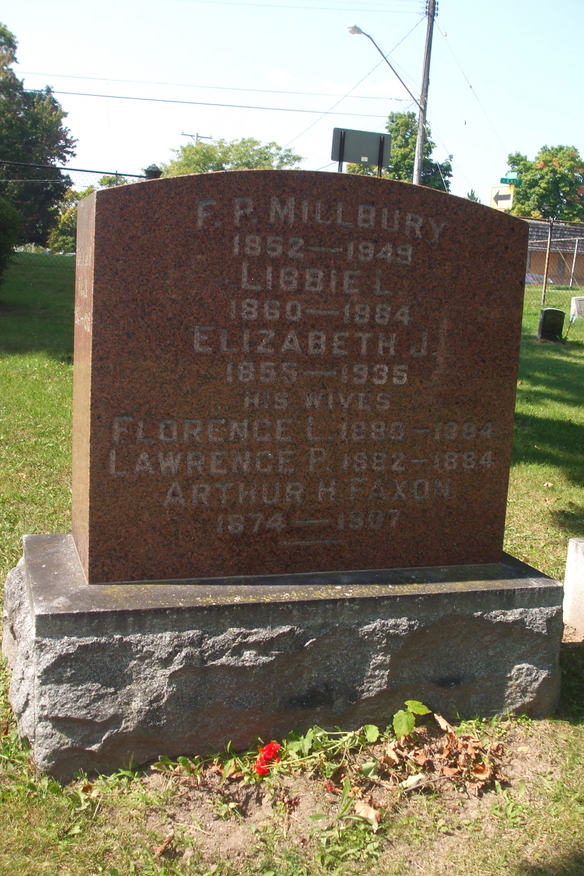 F. P. MILLBURY
1852—1949
LIBBIE L.
1860—1884
ELIZABETH J.
1855—1935
HIS WIVES
FLORENCE L. 1880–1884
LAWRENCE P. 1882–1884
ARTHUR H. FAXON
1874—1907